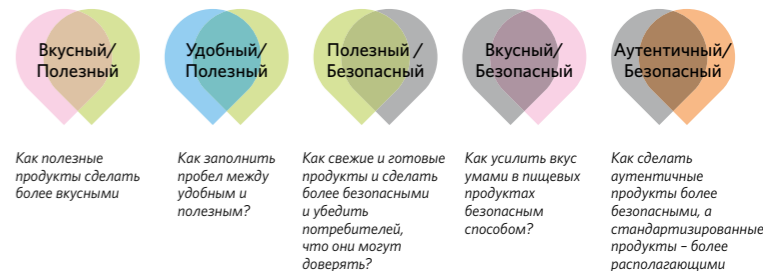 Вкусный/
Полезный
Удобный/
Полезный
Полезный /
Безопасный
Вкусный/
Безопасный
Аутентичный/
Безопасный
Как полезные
продукты сделать
более вкусными
Как заполнить
пробел между
удобным и
полезным?
Как свежие и готовые
продукты и сделать
более безопасными
и убедить
потребителей,
что они могут
доверять?
Как усилить вкус
умами в пищевых
продуктах
безопасным
способом?
Как сделать
аутентичные
продукты более
безопасными, а
стандартизированные
продукты – более
располагающими